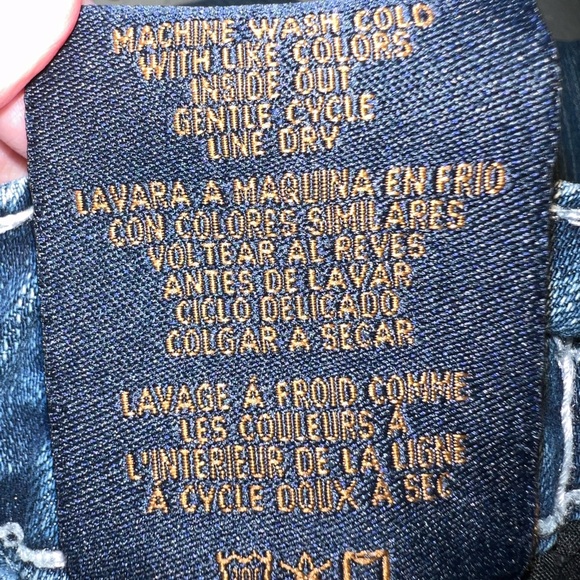 MACHINE WASH COLD
WITH LIKE COLORS
INSIDE OUT
GENTLE CYCLE
LINE DRY
LAVARA A MAQUINA EN FRIO
CON COLORES SIMILARES
VOLTEAR AL REVES
ANTES DE LAVAR
CICLO DELICADO
COLGAR A SECAR
LAVAGE À FROID COMME
LES COULEURS À
L'INTERIEUR DE LA LIGNE
À CYCLE DOUX À SEC